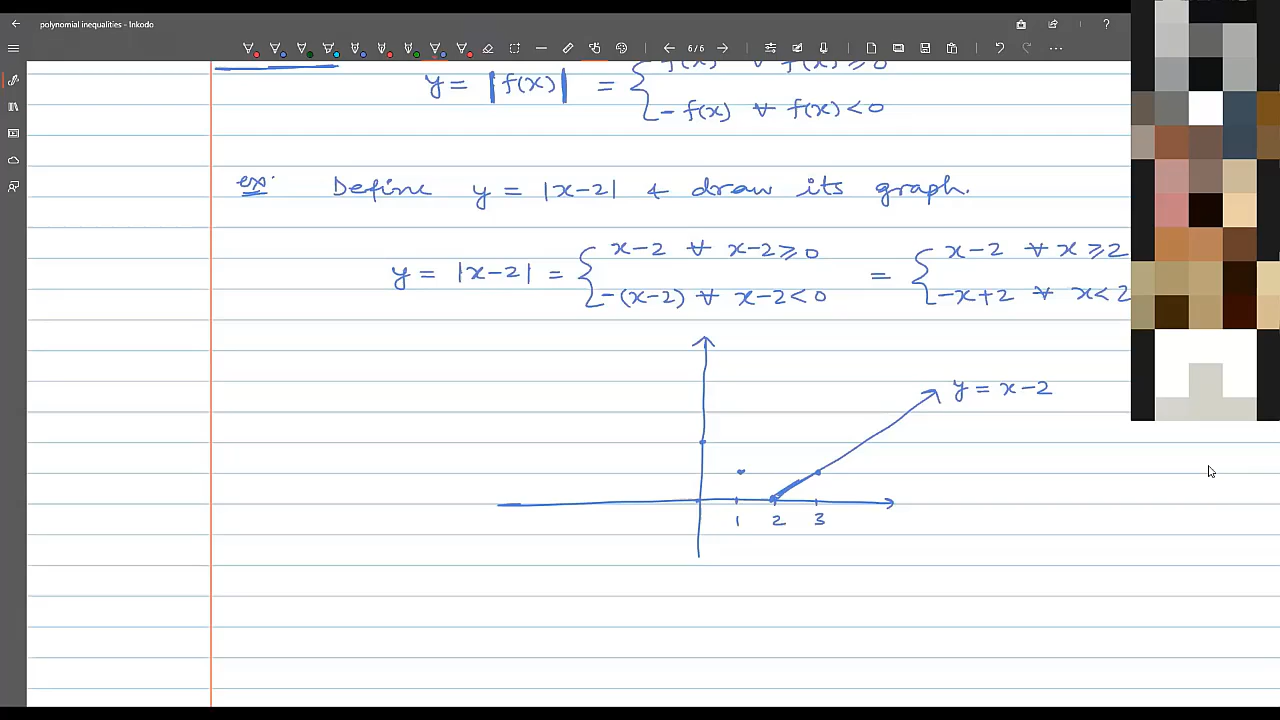 polynomial inequalities - Inkodo
6/6
y = |f(x)| = { f(x) ∀ f(x) ≥ 0
-f(x) ∀ f(x) < 0
ex: Define y = |x-2| & draw its graph.
y = |x-2| = { x-2 ∀ x-2 ≥ 0 = { x-2 ∀ x ≥ 2
-(x-2) ∀ x-2 < 0 -x+2 ∀ x < 2
y = x-2
1 2 3